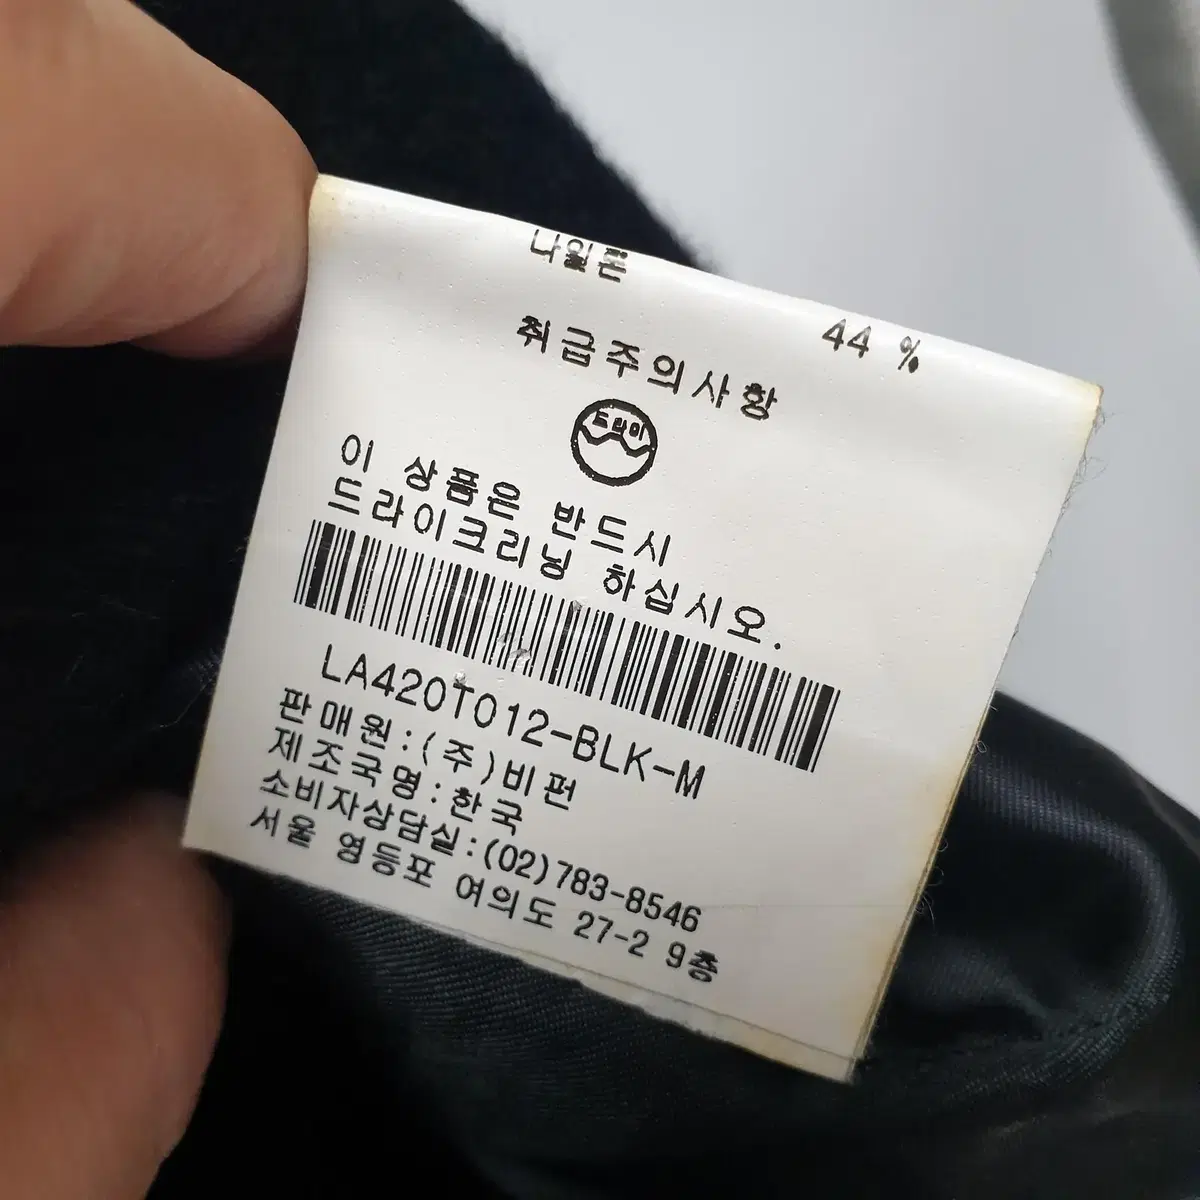 나일론 44 %
취급주의사항
드라이
이 상품은 반드시
드라이크리닝 하십시오.
LA420T012-BLK-M
판매원:(주)비펀
제조국명:한국
소비자상담실:(02)783-8546
서울 영등포 여의도 27-2 9층